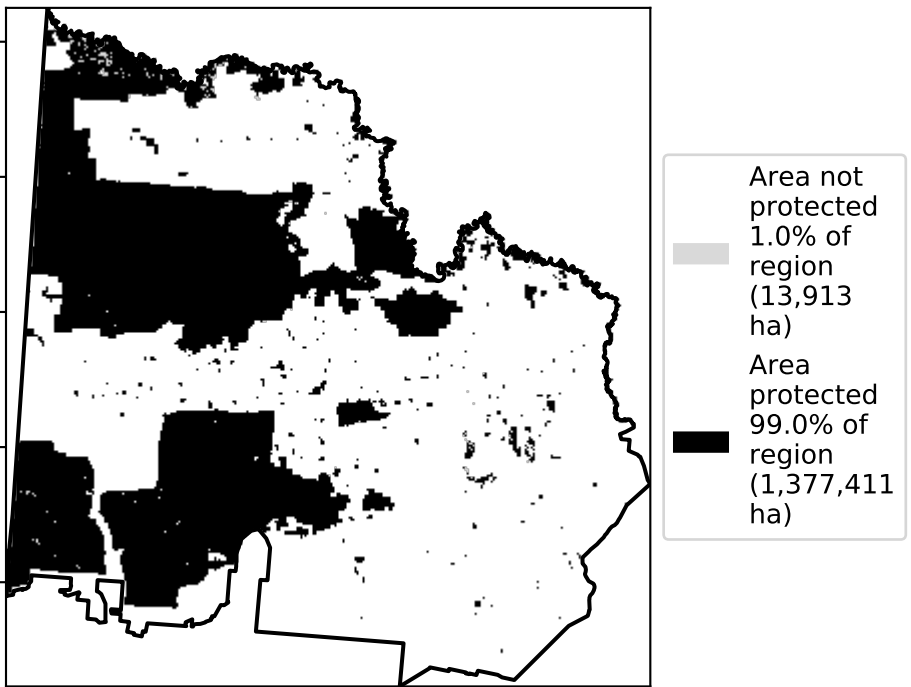 Area not
protected
1.0% of
region
(13,913
ha)
Area
protected
99.0% of
region
(1,377,411
ha)